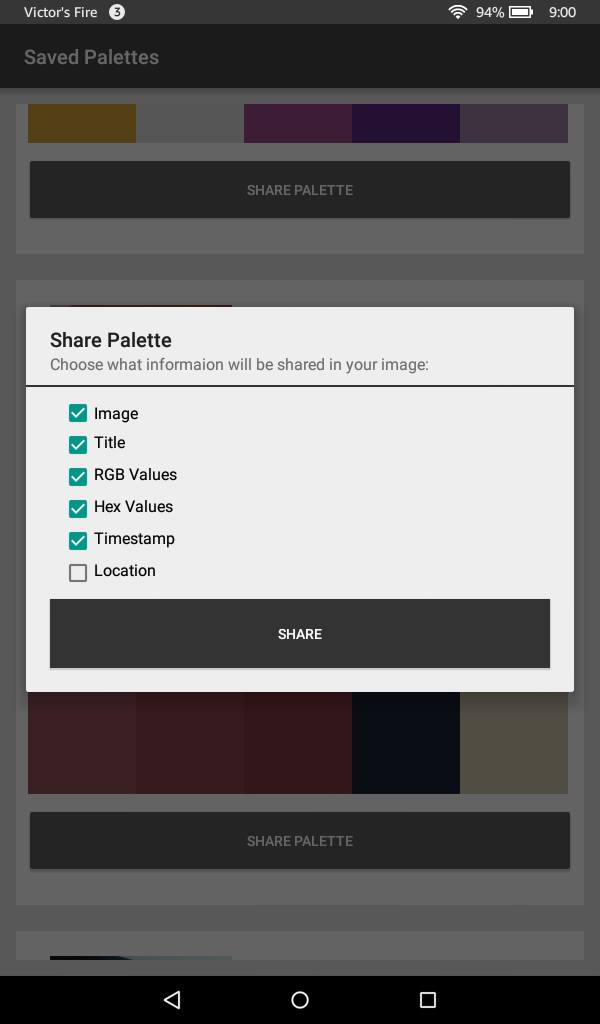 Victor's Fire 3 94% 9:00
Saved Palettes
SHARE PALETTE
Share Palette
Choose what informaion will be shared in your image:
Image
Title
RGB Values
Hex Values
Timestamp
Location
SHARE
SHARE PALETTE